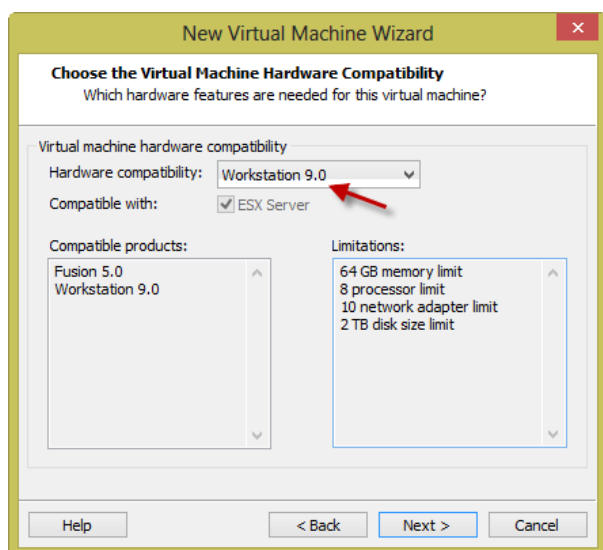 New Virtual Machine Wizard
Choose the Virtual Machine Hardware Compatibility
Which hardware features are needed for this virtual machine?
Virtual machine hardware compatibility
Hardware compatibility: Workstation 9.0
Compatible with: ESX Server
Compatible products:
Fusion 5.0
Workstation 9.0
Limitations:
64 GB memory limit
8 processor limit
10 network adapter limit
2 TB disk size limit
Help < Back Next > Cancel